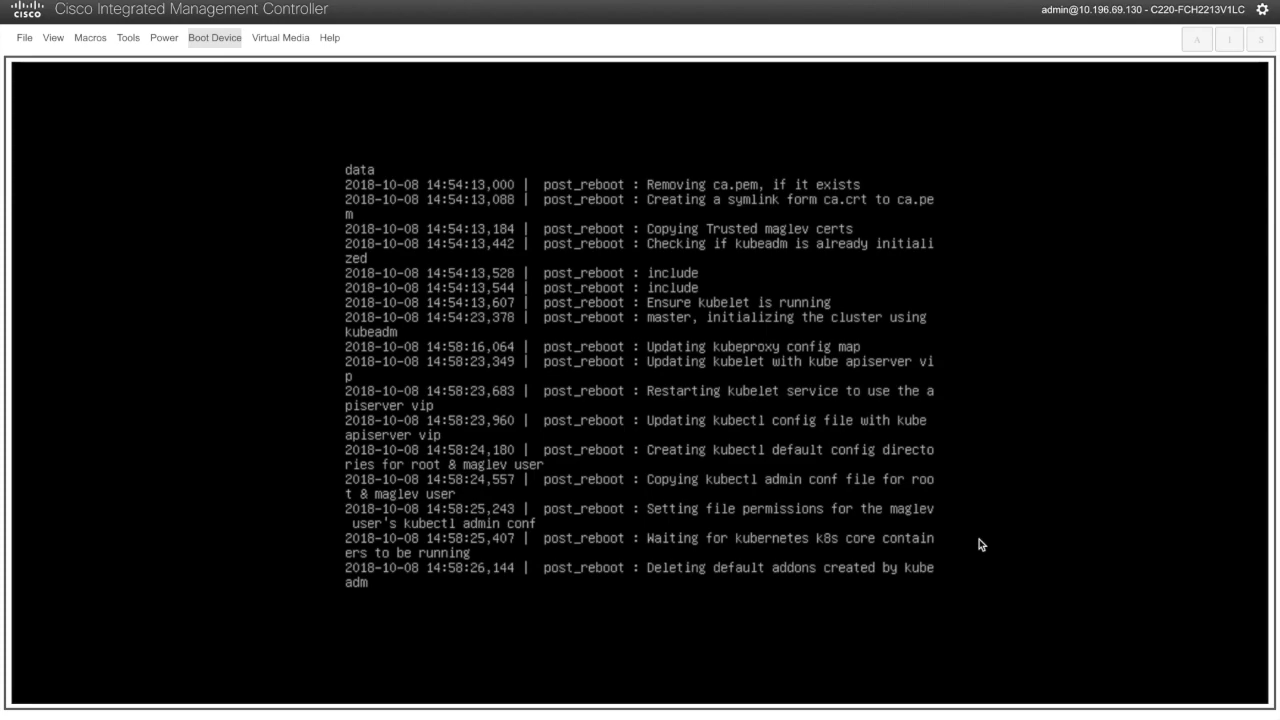 CISCO Cisco Integrated Management Controller admin@10.196.69.130 - C220-FCH2213V1LC
File View Macros Tools Power Boot Device Virtual Media Help A 1 S
data
2018-10-08 14:54:13,000 | post_reboot : Removing ca.pem, if it exists
2018-10-08 14:54:13,088 | post_reboot : Creating a symlink form ca.crt to ca.pe
m
2018-10-08 14:54:13,184 | post_reboot : Copying Trusted maglev certs
2018-10-08 14:54:13,442 | post_reboot : Checking if kubeadm is already initiali
zed
2018-10-08 14:54:13,528 | post_reboot : include
2018-10-08 14:54:13,544 | post_reboot : include
2018-10-08 14:54:13,607 | post_reboot : Ensure kubelet is running
2018-10-08 14:54:23,378 | post_reboot : master, initializing the cluster using
kubeadm
2018-10-08 14:58:16,064 | post_reboot : Updating kubeproxy config map
2018-10-08 14:58:23,349 | post_reboot : Updating kubelet with kube apiserver vi
p
2018-10-08 14:58:23,683 | post_reboot : Restarting kubelet service to use the a
piserver vip
2018-10-08 14:58:23,960 | post_reboot : Updating kubectl config file with kube
apiserver vip
2018-10-08 14:58:24,180 | post_reboot : Creating kubectl default config directo
ries for root & maglev user
2018-10-08 14:58:24,557 | post_reboot : Copying kubectl admin conf file for roo
t & maglev user
2018-10-08 14:58:25,243 | post_reboot : Setting file permissions for the maglev
user's kubectl admin conf
2018-10-08 14:58:25,407 | post_reboot : Waiting for kubernetes k8s core contain
ers to be running
2018-10-08 14:58:26,144 | post_reboot : Deleting default addons created by kube
adm